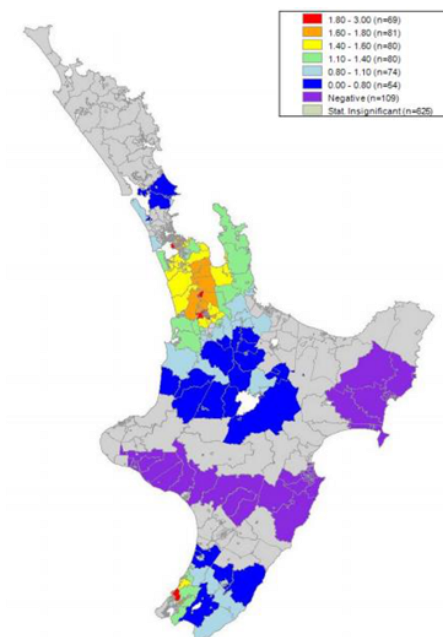 1.80 - 3.00 (n=69)
1.60 - 1.80 (n=81)
1.40 - 1.60 (n=80)
1.10 - 1.40 (n=80)
0.80 - 1.10 (n=74)
0.00 - 0.80 (n=54)
Negative (n=109)
Stat. Insignificant (n=626)